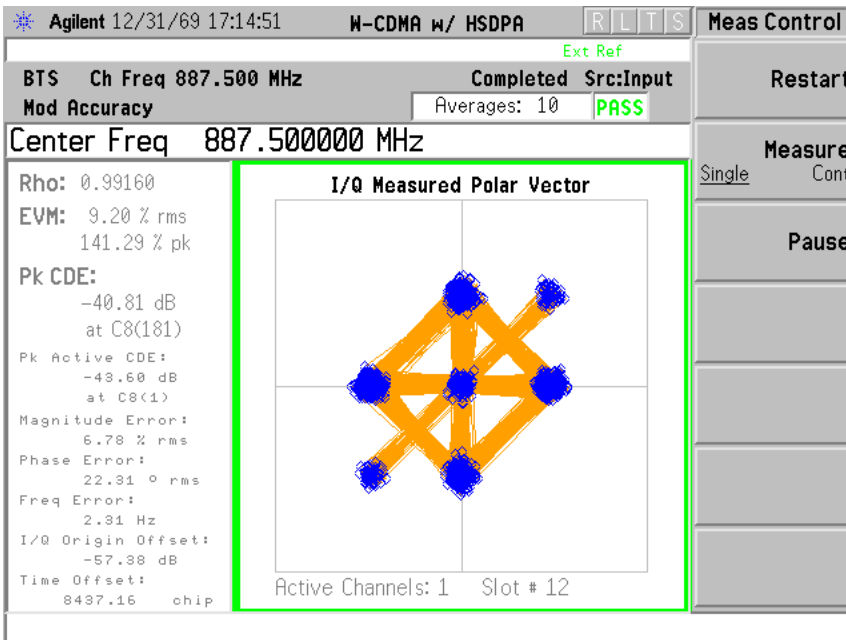 Agilent 12/31/69 17:14:51 W-CDMA w/ HSDPA R L T S Meas Control
Ext Ref
BTS Ch Freq 887.500 MHz Completed Src:Input
Mod Accuracy Averages: 10 PASS
Center Freq 887.500000 MHz
Restart
Measure
Single Cont
Pause
Rho: 0.99160
EVM: 9.20 % rms
141.29 % pk
Pk CDE:
-40.81 dB
at C8(181)
Pk Active CDE:
-43.60 dB
at C8(1)
Magnitude Error:
6.78 % rms
Phase Error:
22.31 º rms
Freq Error:
2.31 Hz
I/Q Origin Offset:
-57.38 dB
Time Offset:
8437.16 chip
I/Q Measured Polar Vector
Active Channels: 1 Slot # 12